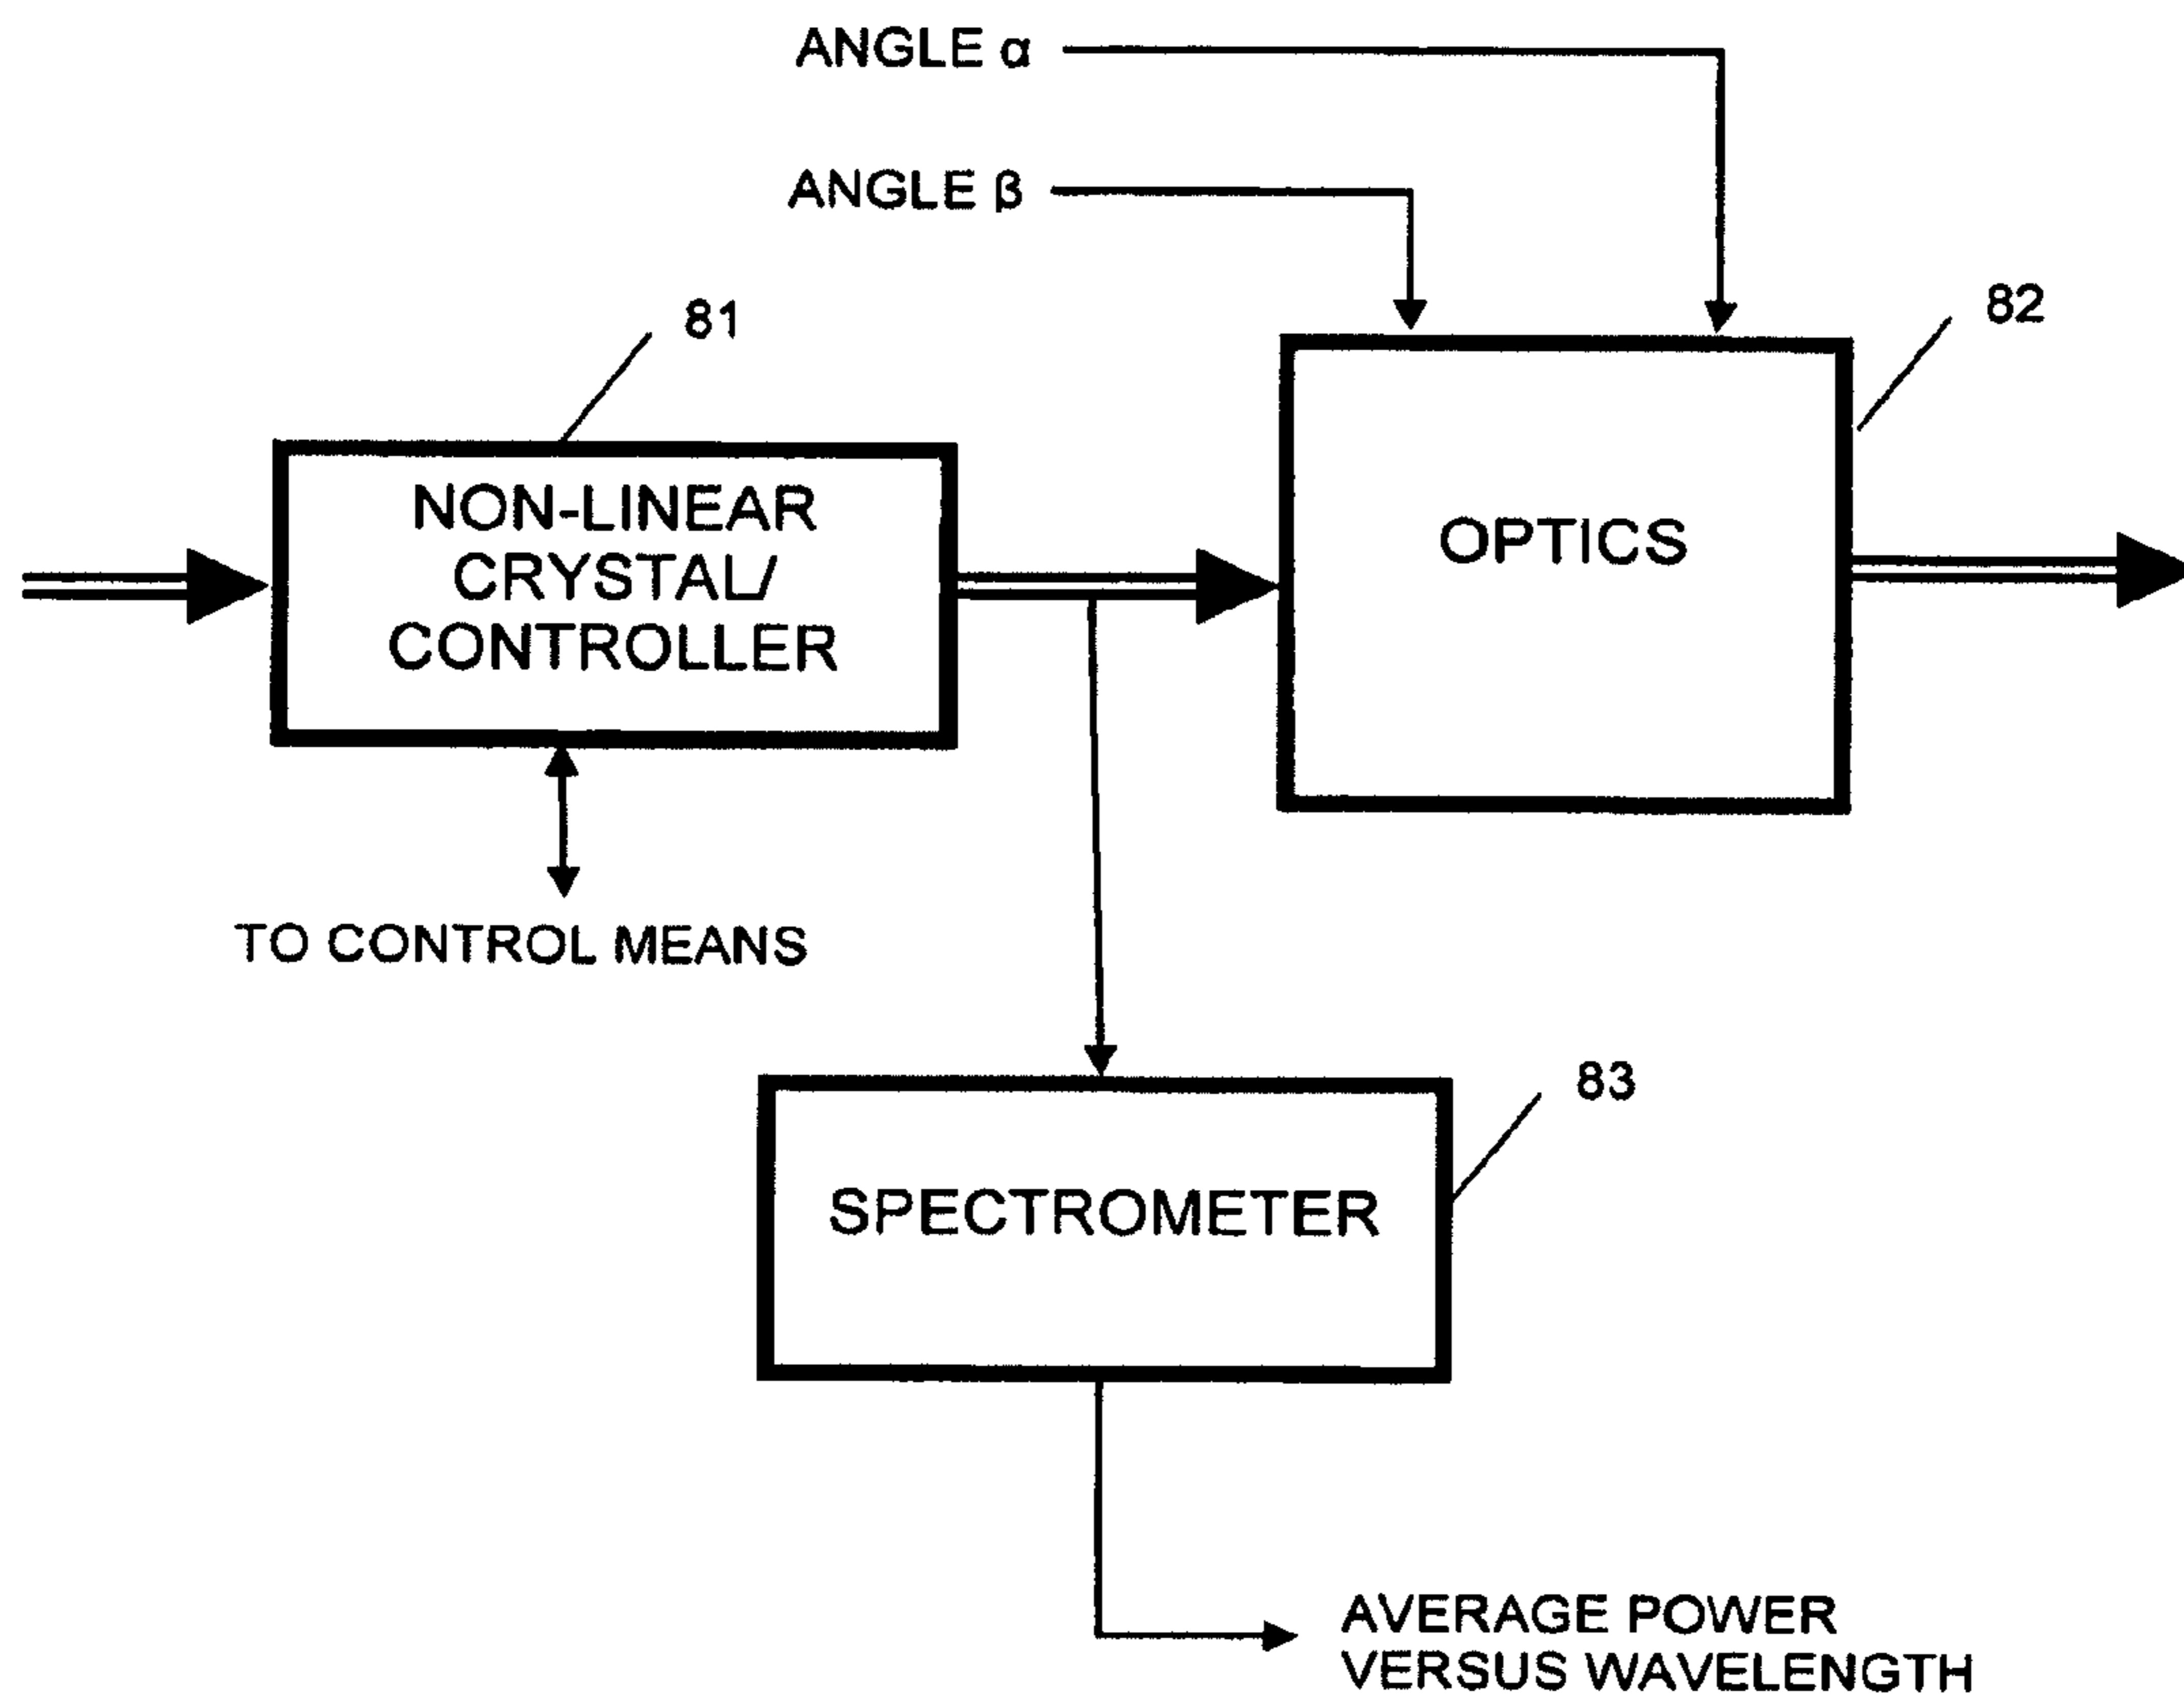 ANGLE α
ANGLE β
81
82
NON-LINEAR
CRYSTAL/
CONTROLLER
OPTICS
TO CONTROL MEANS
83
SPECTROMETER
AVERAGE POWER
VERSUS WAVELENGTH